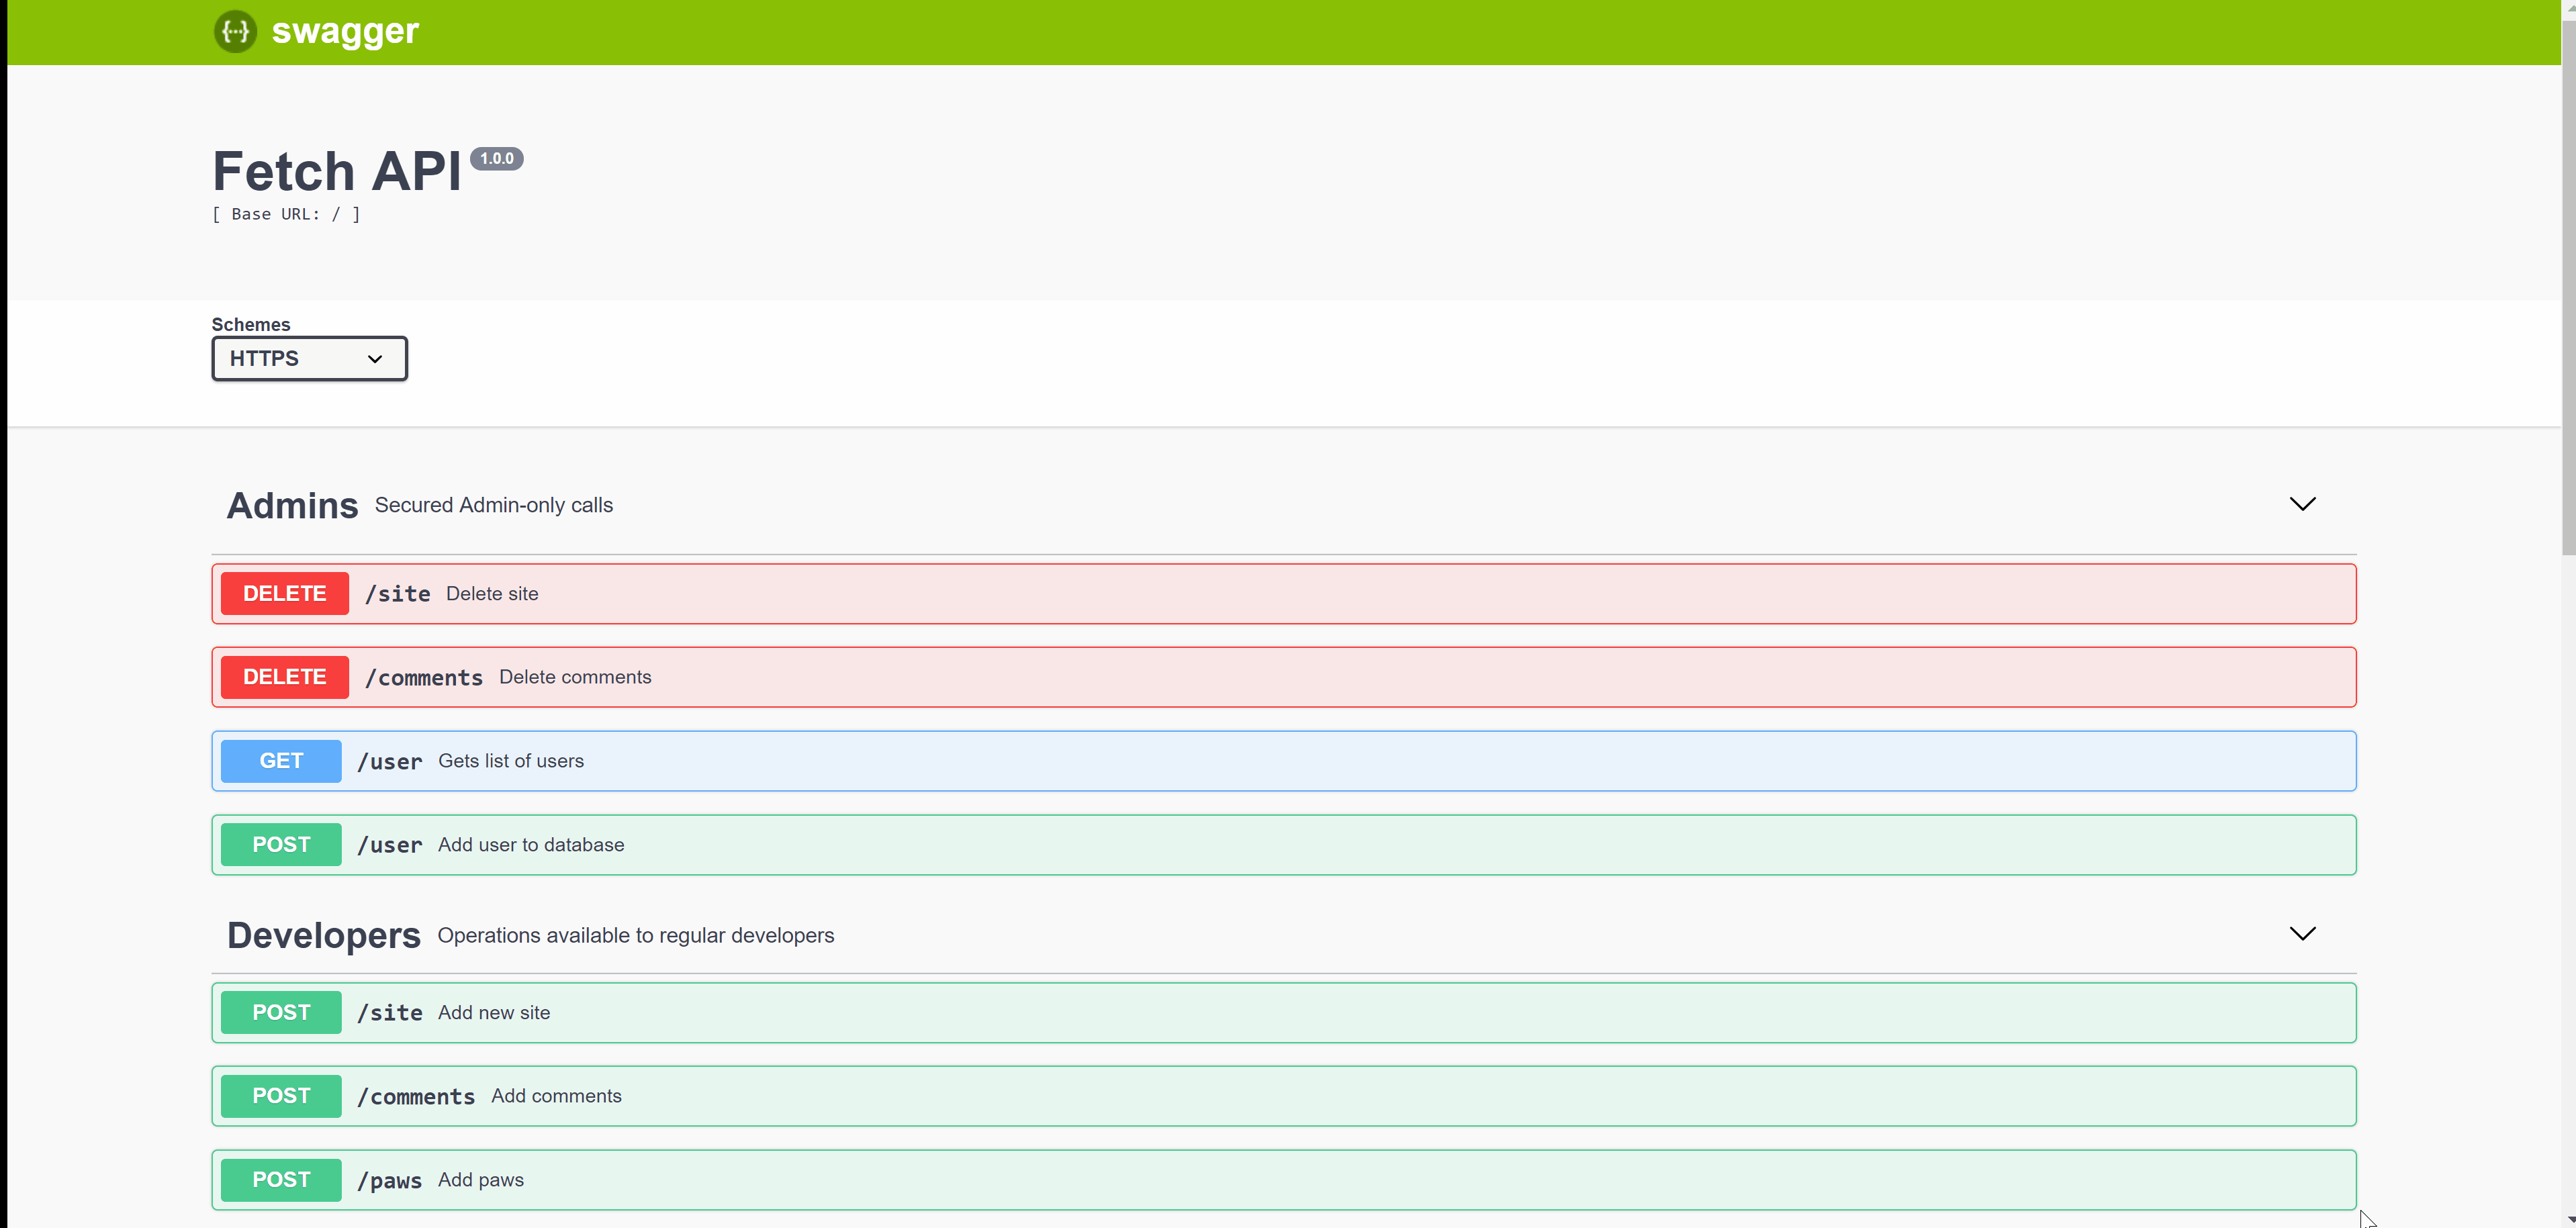 {···} swagger
Fetch API 1.0.0
[ Base URL: / ]
Schemes
HTTPS
Admins Secured Admin-only calls
DELETE /site Delete site
DELETE /comments Delete comments
GET /user Gets list of users
POST /user Add user to database
Developers Operations available to regular developers
POST /site Add new site
POST /comments Add comments
POST /paws Add paws